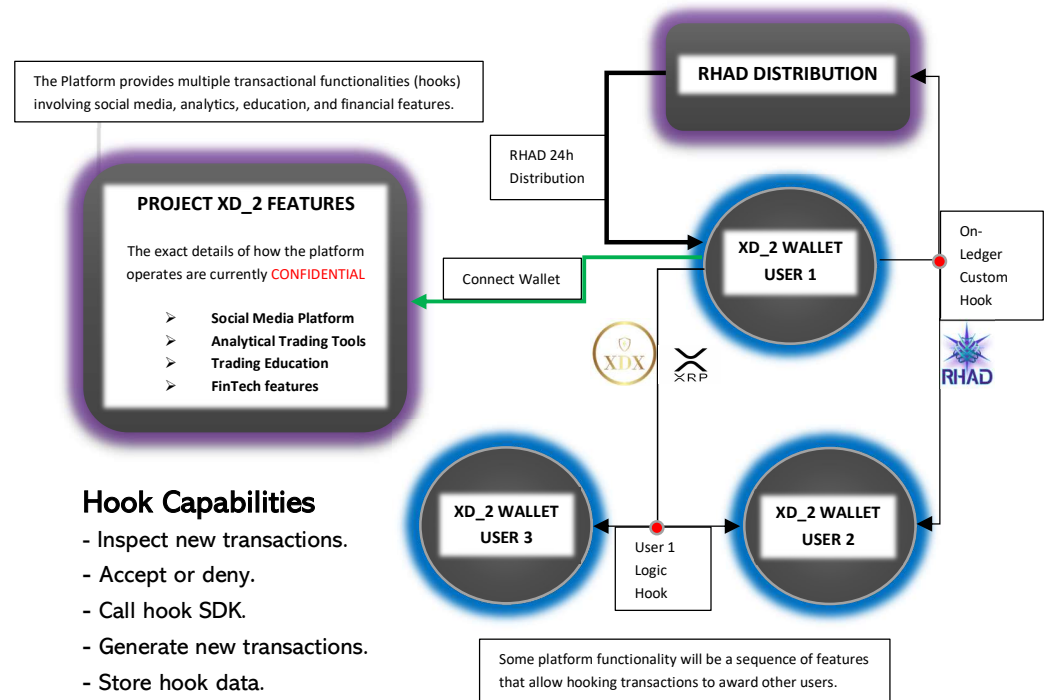 The Platform provides multiple transactional functionalities (hooks)
involving social media, analytics, education, and financial features.
RHAD DISTRIBUTION
RHAD 24h
Distribution
PROJECT XD_2 FEATURES
The exact details of how the platform
operates are currently CONFIDENTIAL
➢ Social Media Platform
➢ Analytical Trading Tools
➢ Trading Education
➢ FinTech features
Connect Wallet
XD_2 WALLET
USER 1
On-
Ledger
Custom
Hook
XDX
XRP
RHAD
XD_2 WALLET
USER 3
XD_2 WALLET
USER 2
User 1
Logic
Hook
Hook Capabilities
- Inspect new transactions.
- Accept or deny.
- Call hook SDK.
- Generate new transactions.
- Store hook data.
Some platform functionality will be a sequence of features
that allow hooking transactions to award other users.